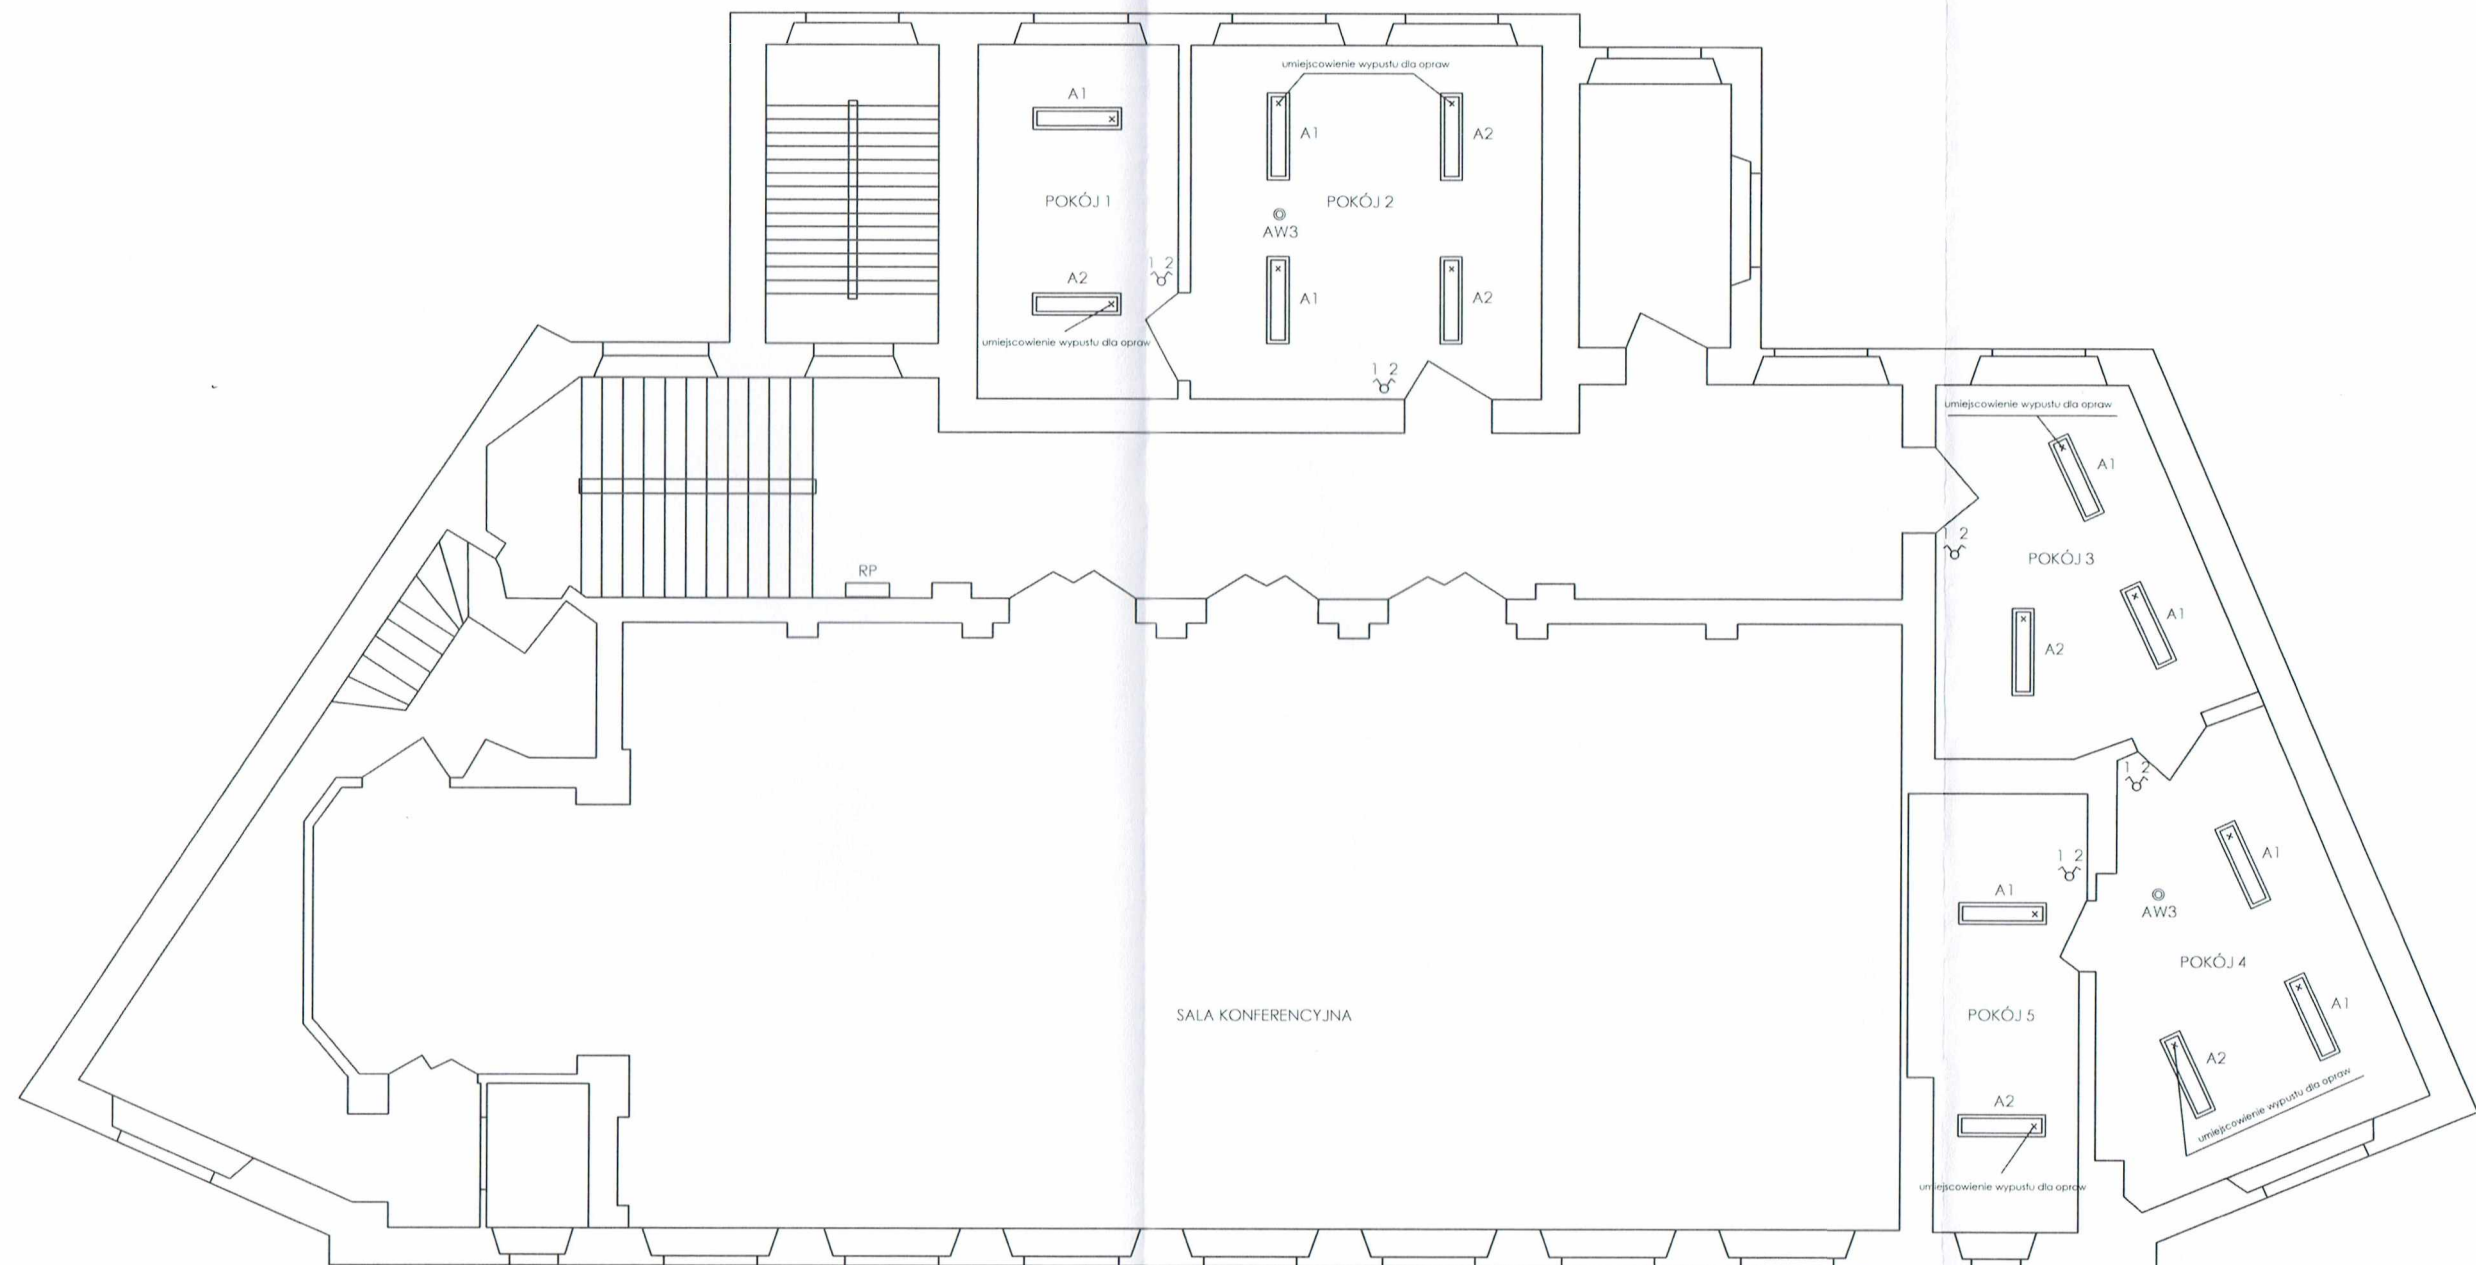 umiejscowienie wypustu dla opraw
A1
A1
A2
POKÓJ 1
POKÓJ 2
AW3
1 2
A2
A1
A2
umiejscowienie wypustu dla opraw
1 2
umiejscowienie wypustu dla opraw
A1
1 2
POKÓJ 3
RP
A1
A2
1 2
1 2
A1
A1
AW3
POKÓJ 4
A1
SALA KONFERENCYJNA
POKÓJ 5
A2
A2
umiejscowienie wypustu dla opraw
umiejscowienie wypustu dla opraw